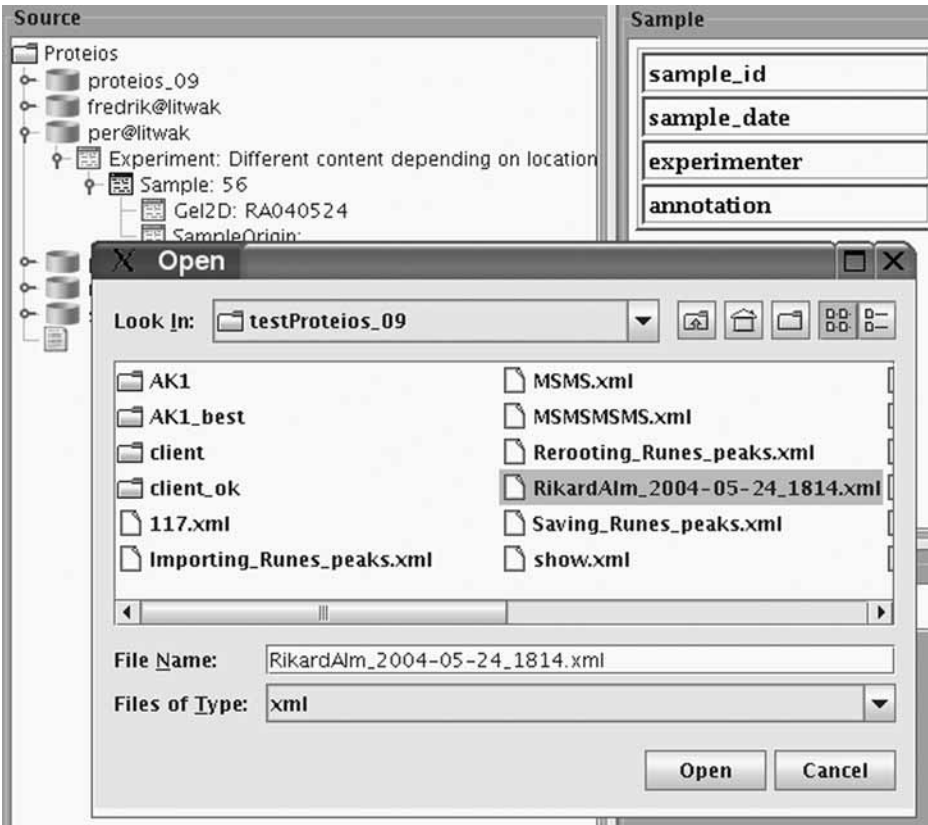 Source
Proteios
proteios_09
fredrik@litwak
per@litwak
Experiment: Different content depending on location
Sample: 56
Gel2D: RA040524
SampleOrigin:
Sample
sample_id
sample_date
experimenter
annotation
Open
Look In: testProteios_09
AK1
AK1_best
client
client_ok
117.xml
Importing_Runes_peaks.xml
MSMS.xml
MSMSMSMS.xml
Rerooting_Runes_peaks.xml
RikardAlm_2004-05-24_1814.xml
Saving_Runes_peaks.xml
show.xml
File Name: RikardAlm_2004-05-24_1814.xml
Files of Type: xml
Open Cancel